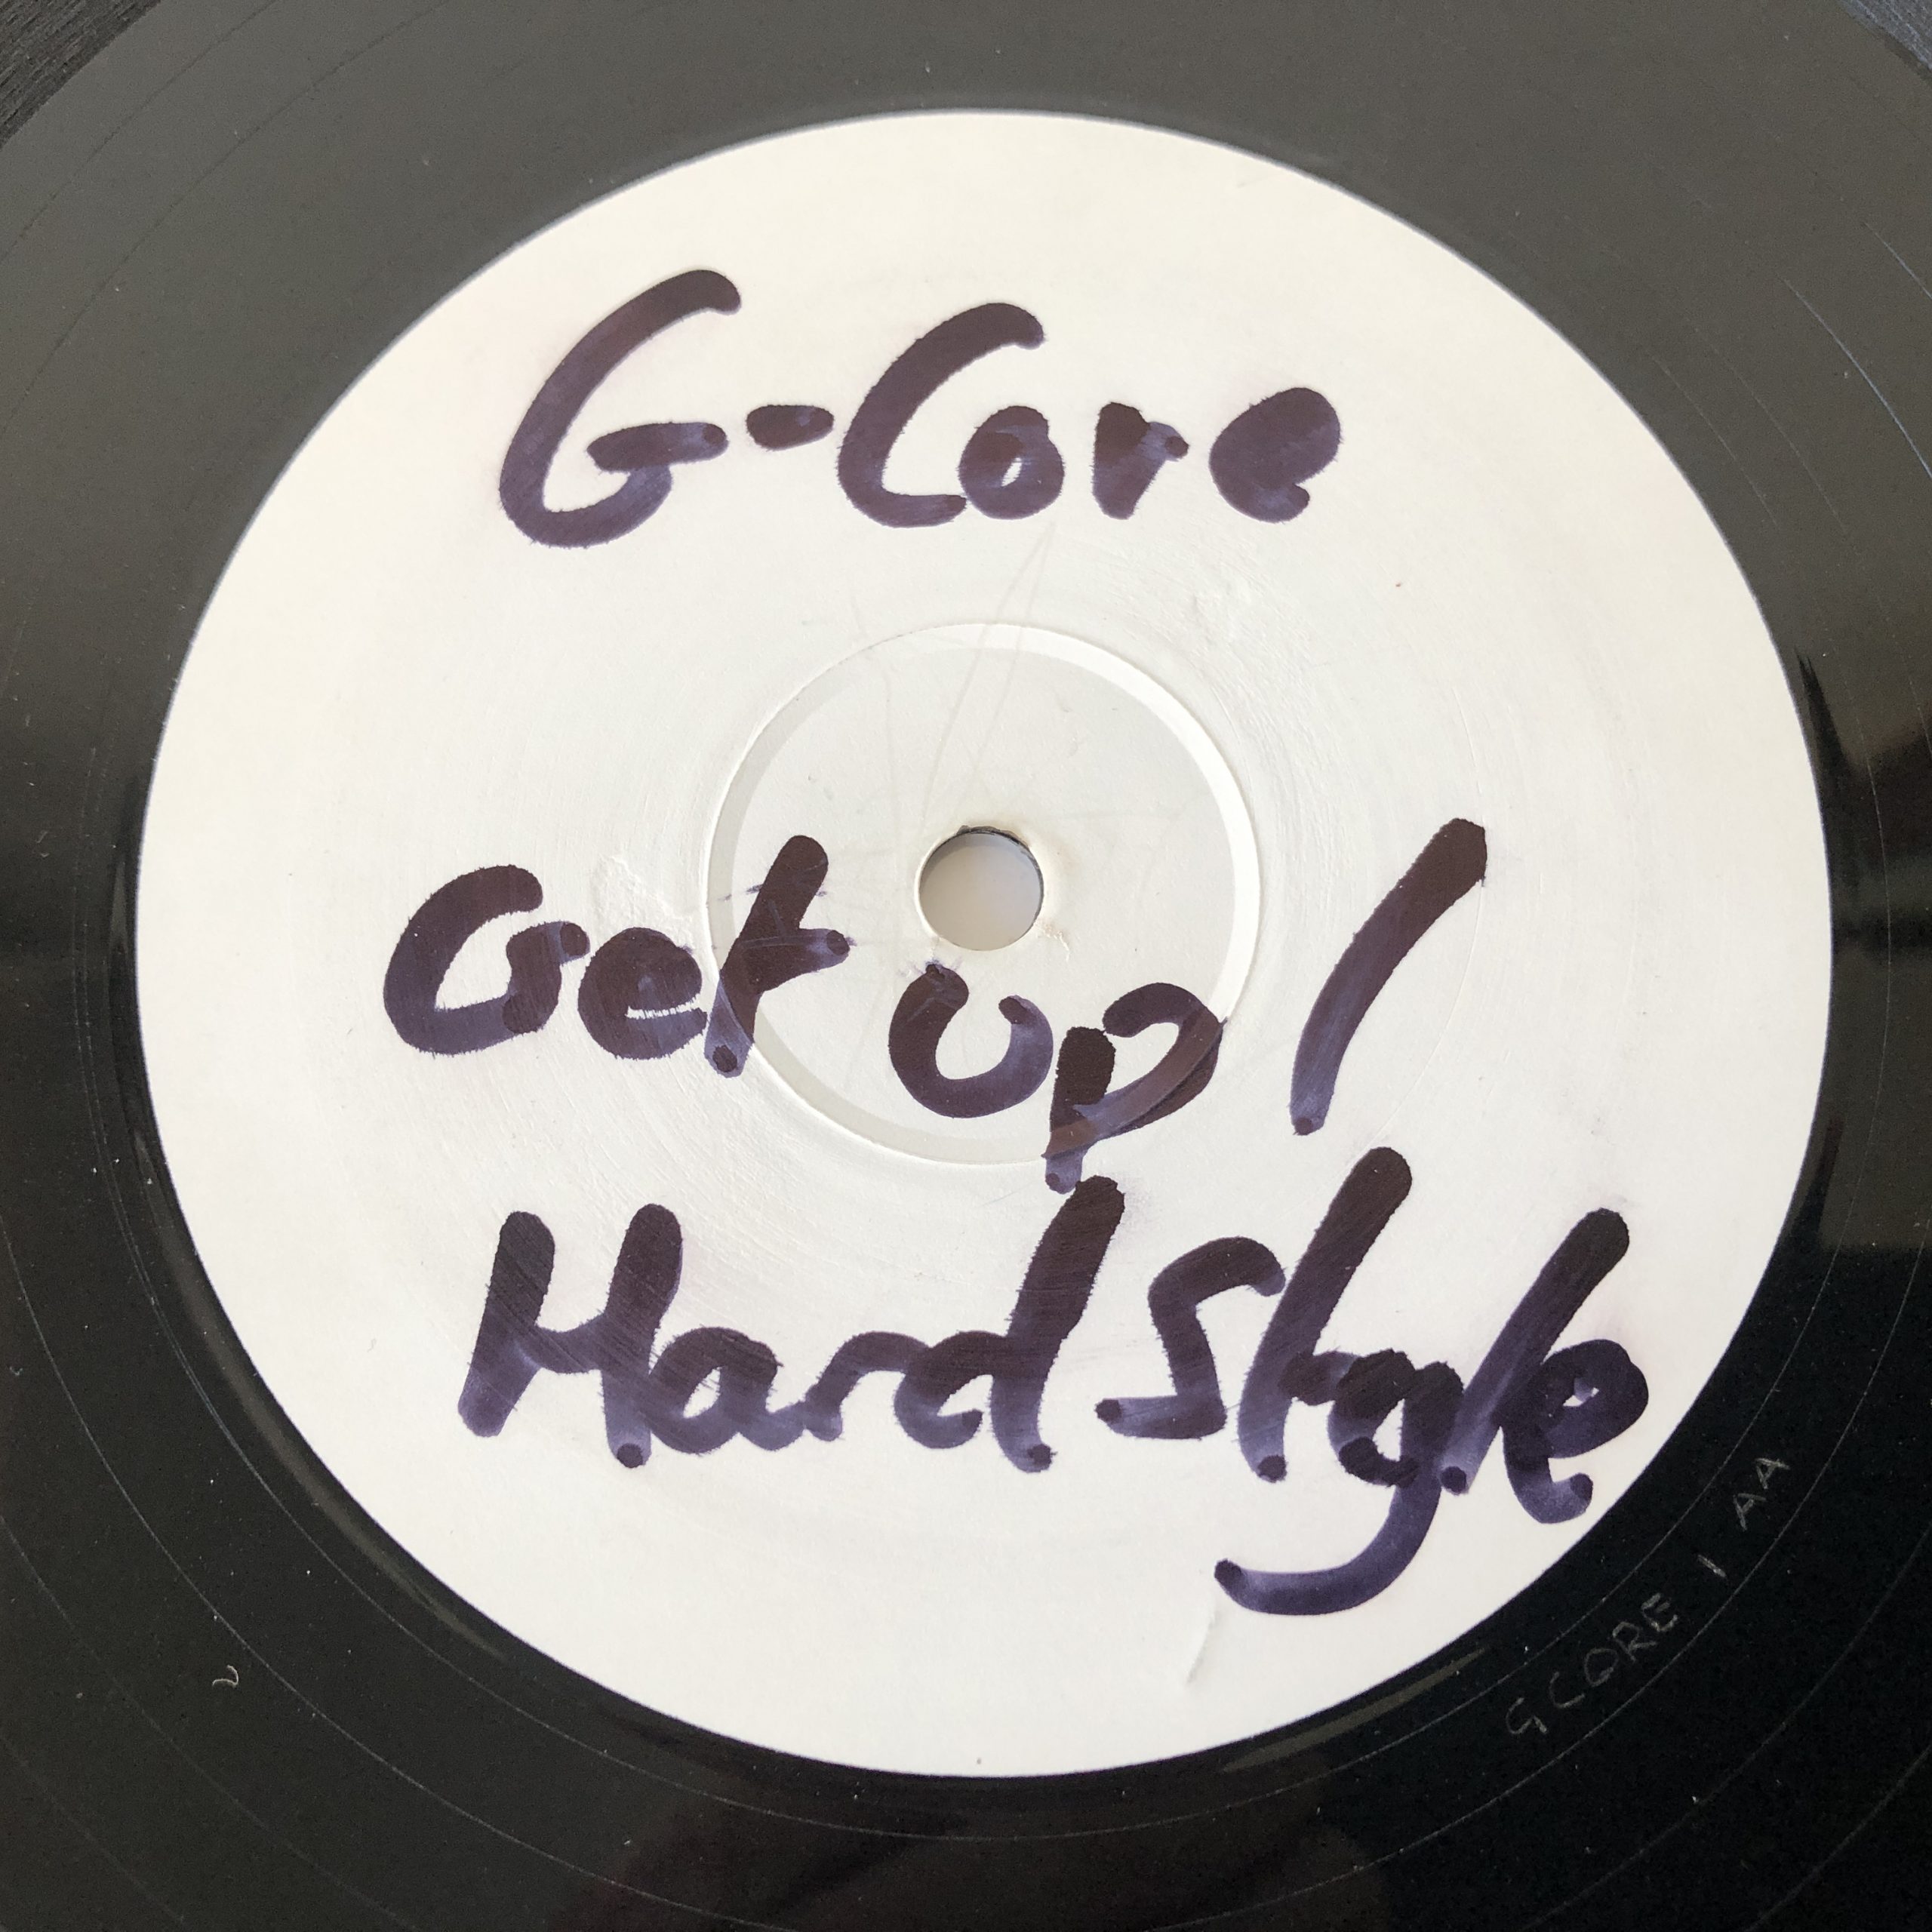 G-Core
Get up /
Hard Style
GCORE 1 AA